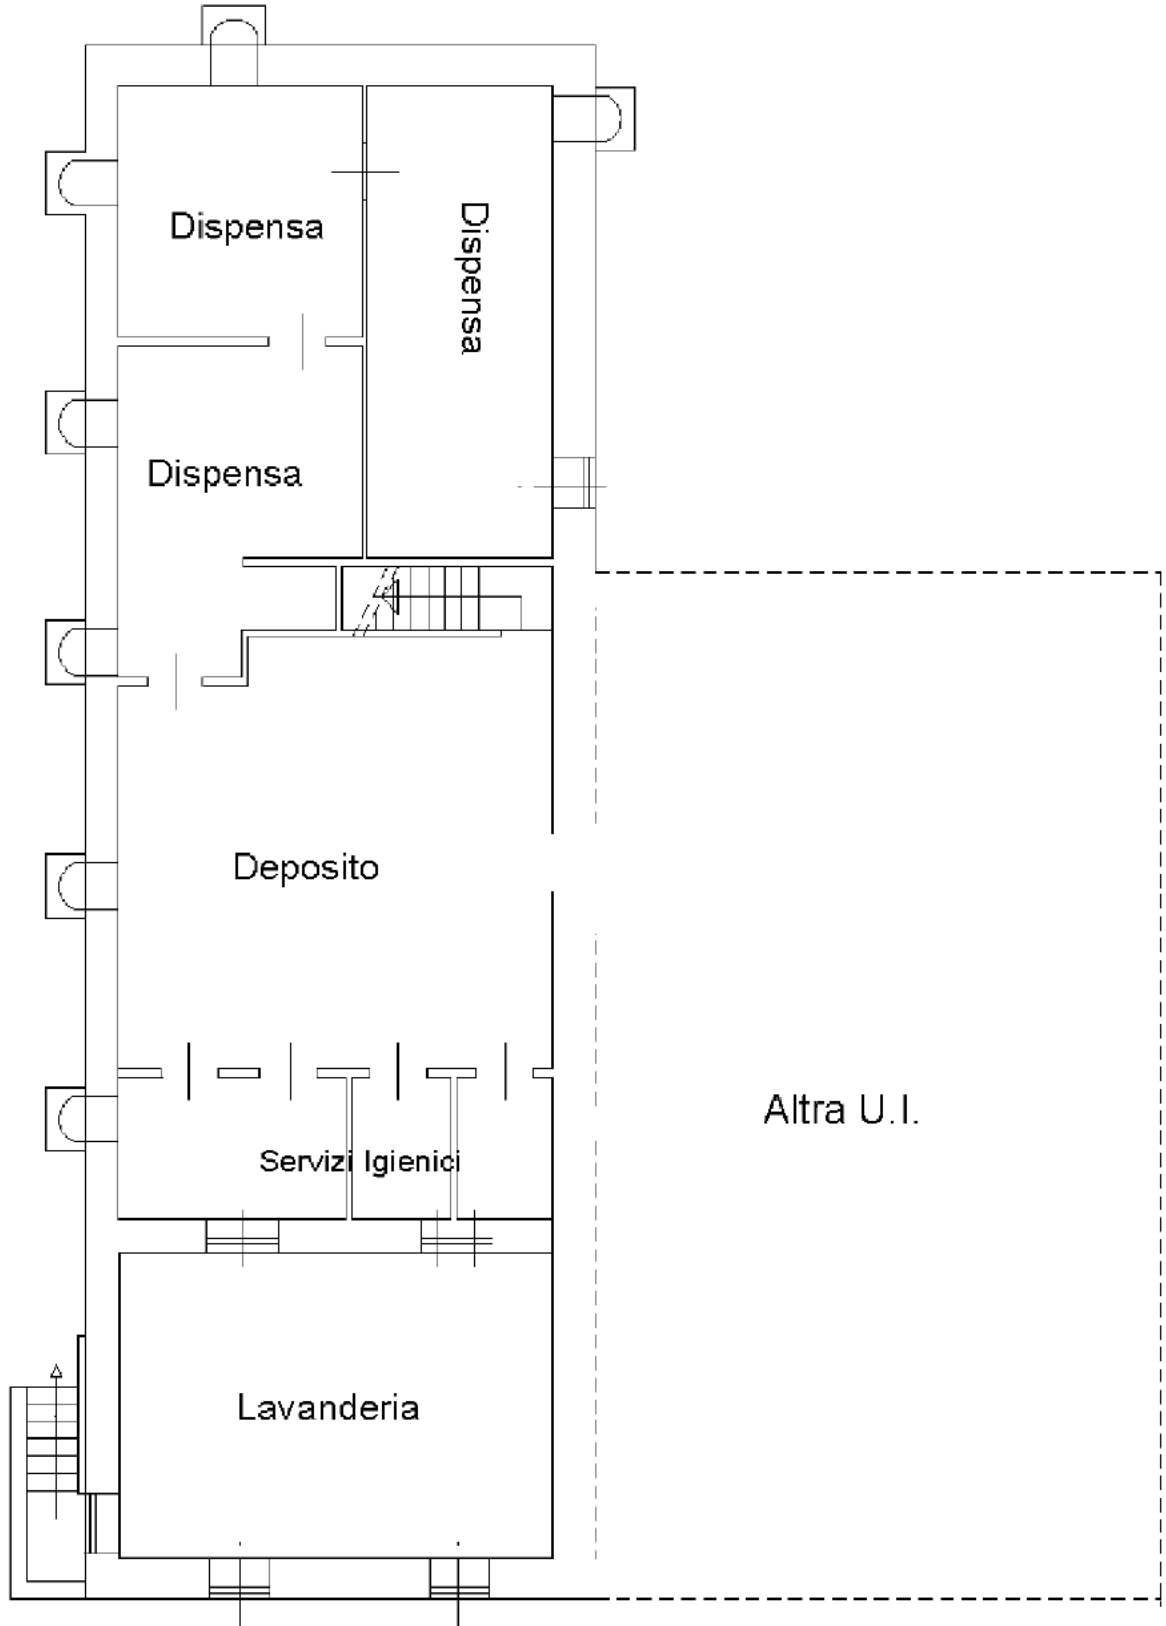 Dispensa
Dispensa
Dispensa
Deposito
Altra U.I.
Servizi Igienici
Lavanderia